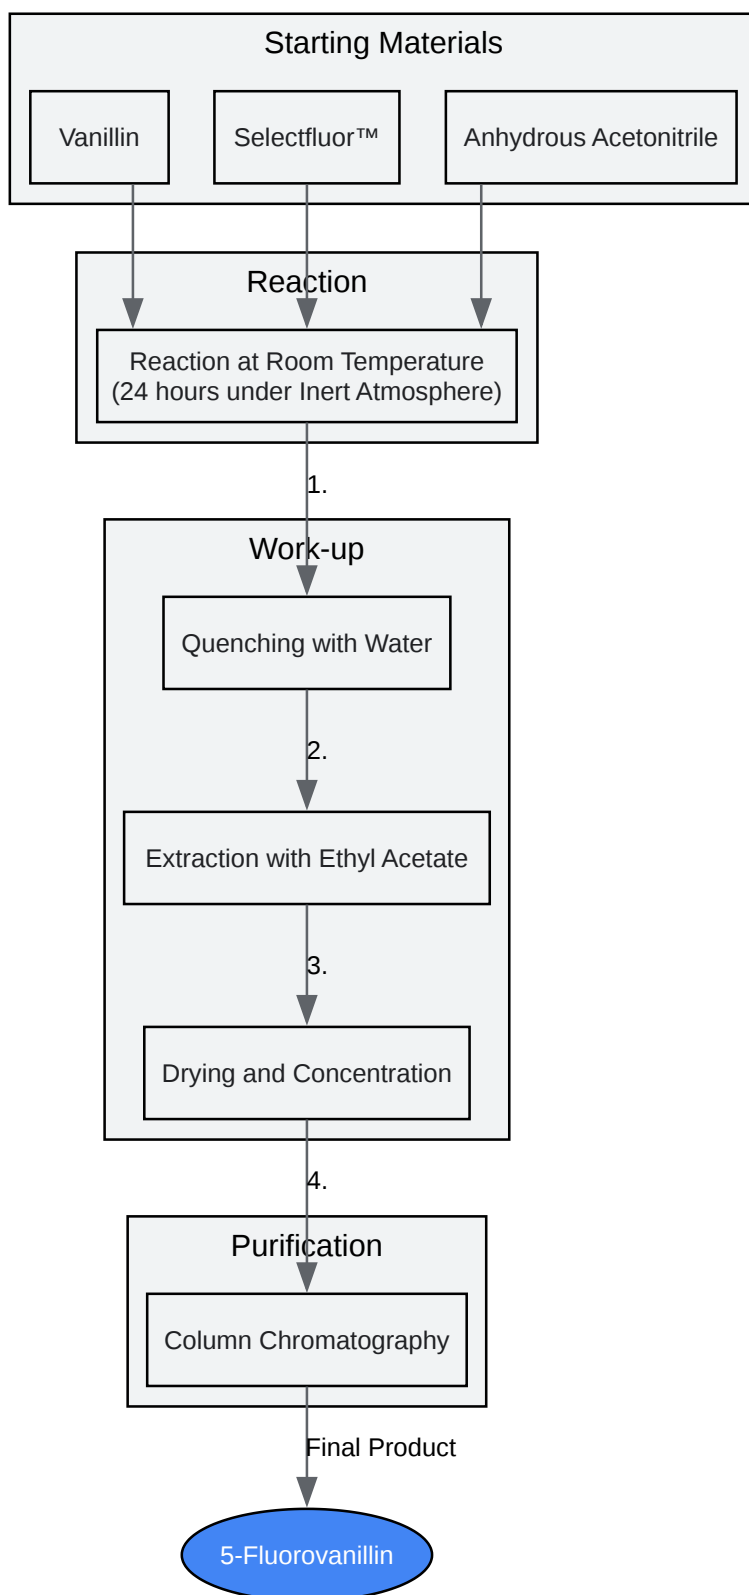 Starting Materials
Vanillin
Selectfluor™
Anhydrous Acetonitrile
Reaction
Reaction at Room Temperature
(24 hours under Inert Atmosphere)
1.
Work-up
Quenching with Water
2.
Extraction with Ethyl Acetate
3.
Drying and Concentration
4.
Purification
Column Chromatography
Final Product
5-Fluorovanillin